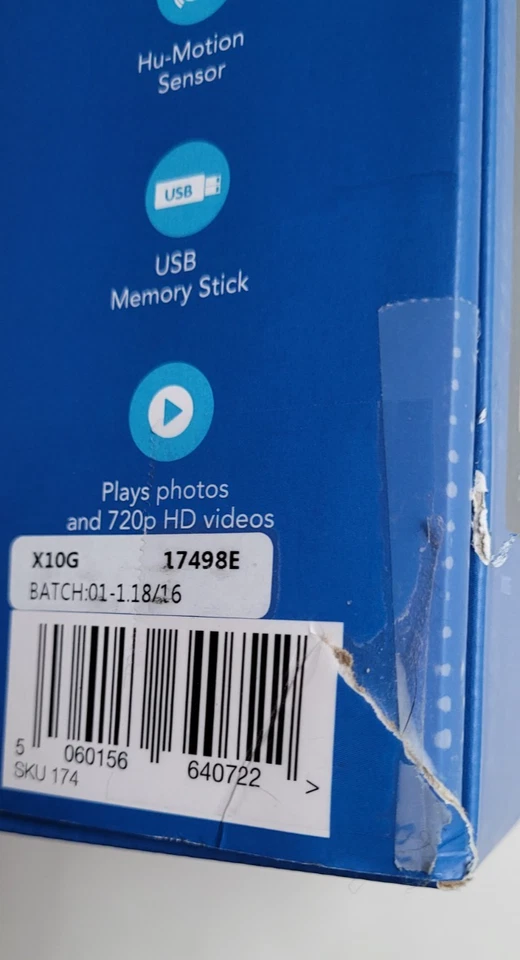 Hu-Motion
Sensor
USB
USB
Memory Stick
Plays photos
and 720p HD videos
X10G 17498E
BATCH:01-1.18/16
5 060156 640722 >
SKU 174